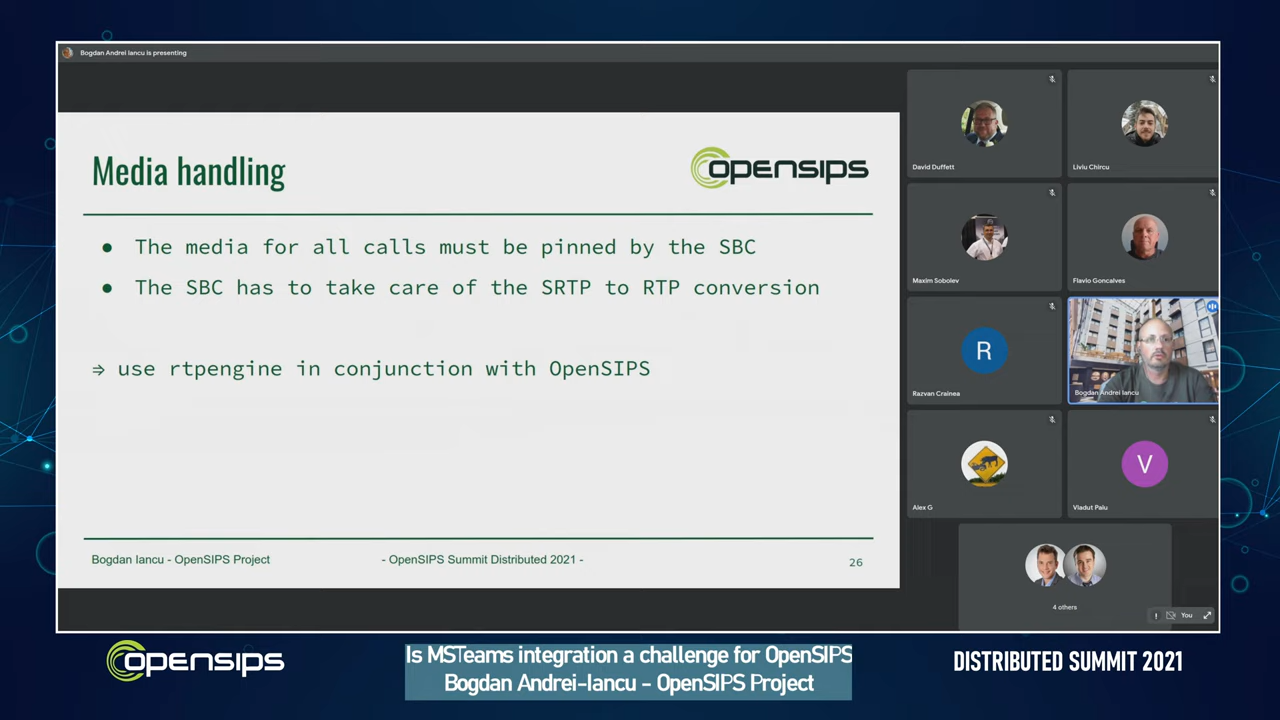 Bogdan Andrei Iancu is presenting
Media handling
opensips
● The media for all calls must be pinned by the SBC
● The SBC has to take care of the SRTP to RTP conversion
⇒ use rtpengine in conjunction with OpenSIPS
Bogdan Iancu - OpenSIPS Project
- OpenSIPS Summit Distributed 2021 -
26
David Duffett
Liviu Chircu
Maxim Sobolev
Flavio Goncalves
R
Razvan Crainea
Bogdan Andrei Iancu
Alex G
V
Vladut Palu
4 others
You
opensips
Is MSTeams integration a challenge for OpenSIPS
Bogdan Andrei-Iancu - OpenSIPS Project
DISTRIBUTED SUMMIT 2021